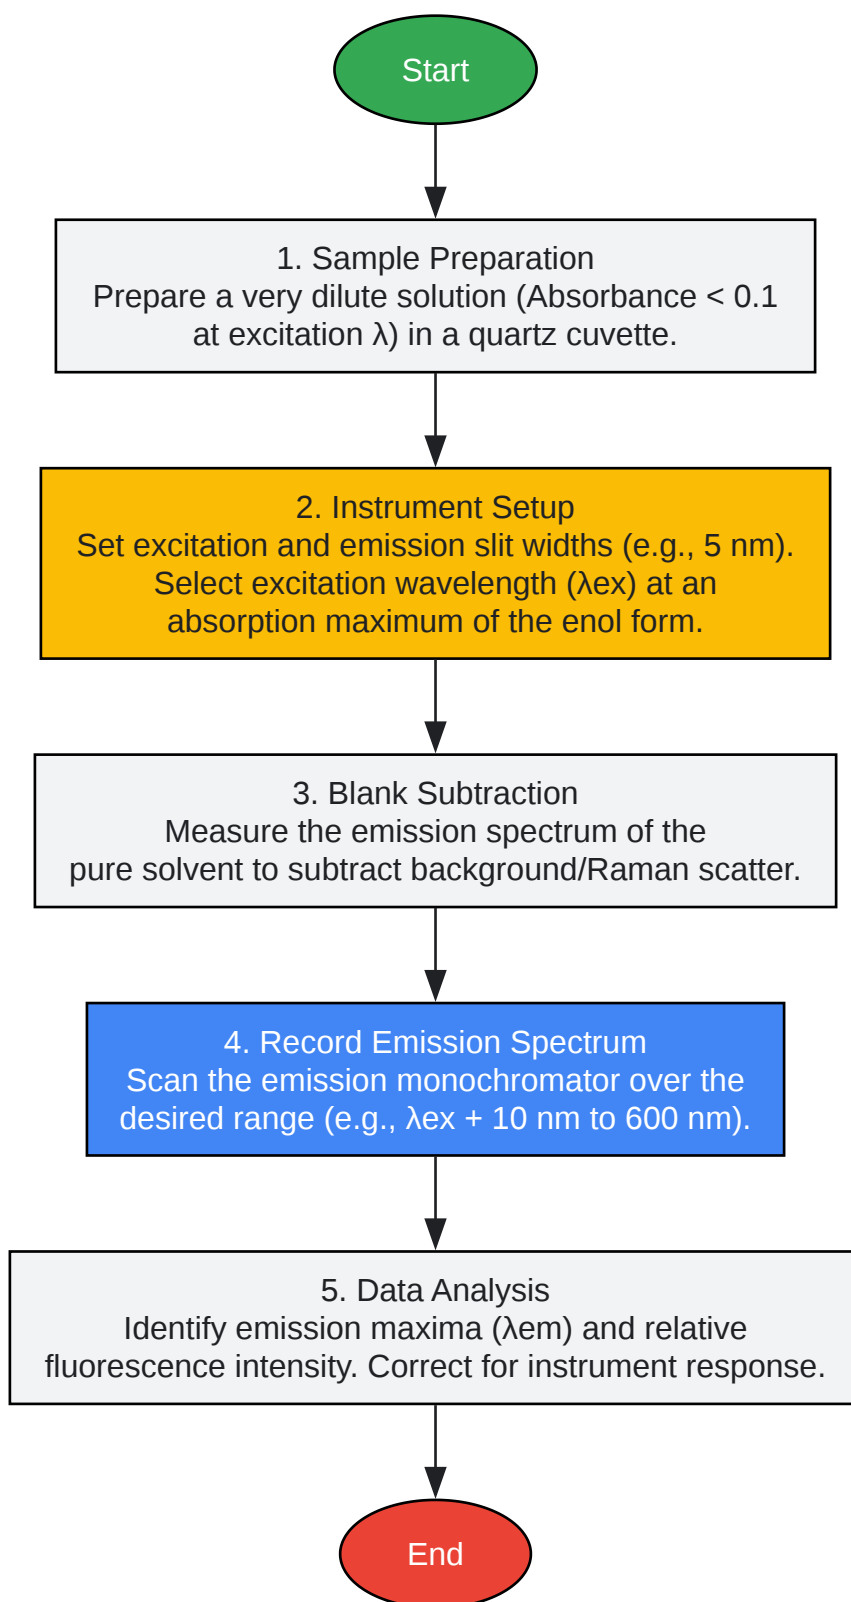 Start
1. Sample Preparation
Prepare a very dilute solution (Absorbance < 0.1
at excitation λ) in a quartz cuvette.
2. Instrument Setup
Set excitation and emission slit widths (e.g., 5 nm).
Select excitation wavelength (λex) at an
absorption maximum of the enol form.
3. Blank Subtraction
Measure the emission spectrum of the
pure solvent to subtract background/Raman scatter.
4. Record Emission Spectrum
Scan the emission monochromator over the
desired range (e.g., λex + 10 nm to 600 nm).
5. Data Analysis
Identify emission maxima (λem) and relative
fluorescence intensity. Correct for instrument response.
End